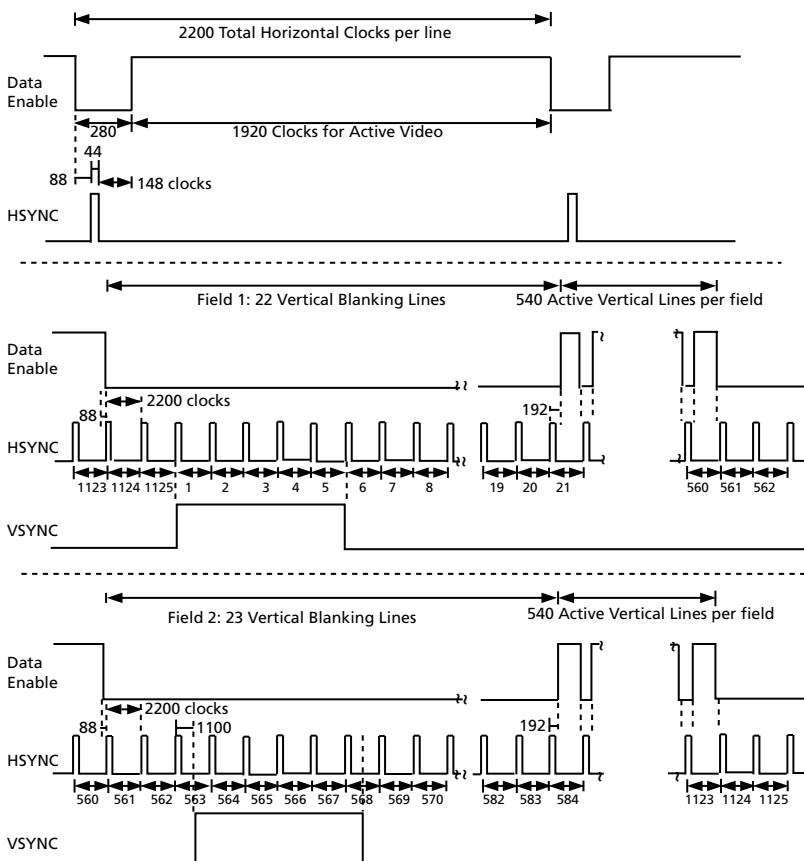 2200 Total Horizontal Clocks per line
Data
Enable
280
1920 Clocks for Active Video
44
88
148 clocks
HSYNC
Field 1: 22 Vertical Blanking Lines
540 Active Vertical Lines per field
Data
Enable
2200 clocks
88
192
HSYNC
1123 1124 1125 1 2 3 4 5 6 7 8 19 20 21 560 561 562
VSYNC
Field 2: 23 Vertical Blanking Lines
540 Active Vertical Lines per field
Data
Enable
2200 clocks
88
1100
192
HSYNC
560 561 562 563 564 565 566 567 568 569 570 582 583 584 1123 1124 1125
VSYNC